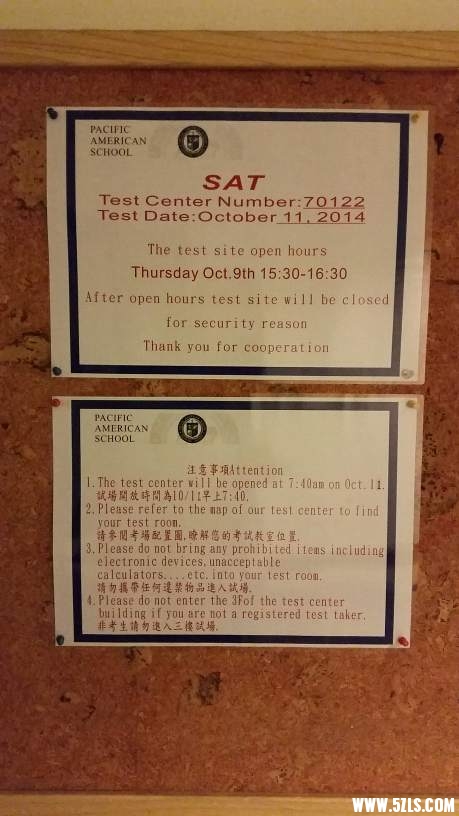 PACIFIC
AMERICAN
SCHOOL
SAT
Test Center Number:70122
Test Date:October 11, 2014
The test site open hours
Thursday Oct.9th 15:30-16:30
After open hours test site will be closed
for security reason
Thank you for cooperation
PACIFIC
AMERICAN
SCHOOL
注意事項Attention
1.The test center will be opened at 7:40am on Oct.11.
試場開放時間為10/11早上7:40.
2.Please refer to the map of our test center to find
your test room.
請參閱考場配置圖,瞭解您的考試教室位置.
3.Please do not bring any prohibited items including
electronic devices,unacceptable
calculators....etc.into your test room.
請勿攜帶任何違禁物品進入試場.
4.Please do not enter the 3Fof the test center
building if you are not a registered test taker.
非考生請勿進入三樓試場.
WWW.5ZLS.COM